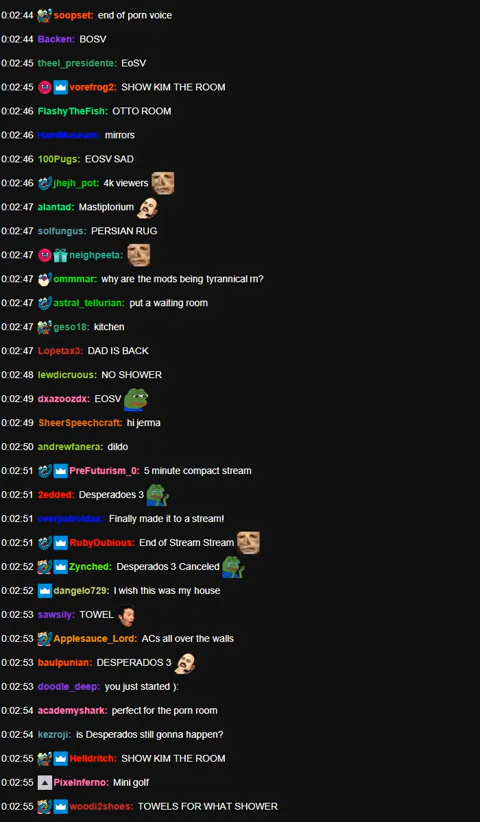 0:02:44 soopset: end of porn voice
0:02:44 Backen: BOSV
0:02:45 theel_presidente: EoSV
0:02:45 vorefrog2: SHOW KIM THE ROOM
0:02:46 FlashyTheFish: OTTO ROOM
0:02:46 HamMuseum: mirrors
0:02:46 100Pugs: EOSV SAD
0:02:46 jhejh_pot: 4k viewers
0:02:47 alantad: Mastiptorium
0:02:47 solfungus: PERSIAN RUG
0:02:47 neighpeeta:
0:02:47 ommmar: why are the mods being tyrannical rn?
0:02:47 astral_tellurian: put a waiting room
0:02:47 geso18: kitchen
0:02:47 Lopetax3: DAD IS BACK
0:02:48 lewdicruous: NO SHOWER
0:02:49 dxazoozdx: EOSV
0:02:49 SheerSpeechcraft: hi jerma
0:02:50 andrewfanera: dildo
0:02:51 PreFuturism_0: 5 minute compact stream
0:02:51 2edded: Desperadoes 3
0:02:51 overpatroldax: Finally made it to a stream!
0:02:51 RubyDubious: End of Stream Stream
0:02:52 Zynched: Desperados 3 Canceled
0:02:52 dangelo729: I wish this was my house
0:02:53 sawsily: TOWEL
0:02:53 Applesauce_Lord: ACs all over the walls
0:02:53 baulpunian: DESPERADOS 3
0:02:53 doodle_deep: you just started ):
0:02:54 academyshark: perfect for the porn room
0:02:54 kezroji: is Desperados still gonna happen?
0:02:55 Helldritch: SHOW KIM THE ROOM
0:02:55 PixeInferno: Mini golf
0:02:55 woodi2shoes: TOWELS FOR WHAT SHOWER